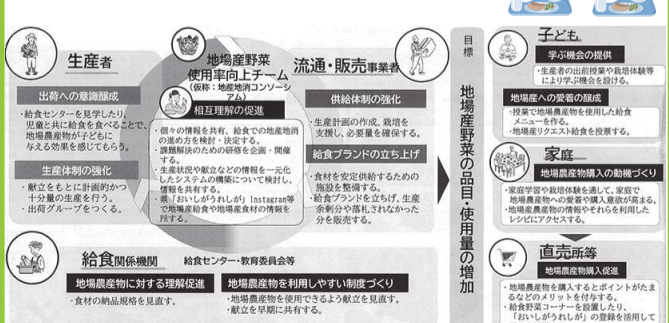 生産者
出荷への意識醸成
・給食センターを見学したり、
児童と共に給食を食べることで、
地場農産物が子どもに
与える効果を感じてもらう。
生産体制の強化
・献立をもとに計画的かつ
十分量の生産を行う。
・出荷グループをつくる。
地場産野菜
使用率向上チーム
(仮称:地産地消コンソーシ
アム)
相互理解の促進
・個々の情報を共有、給食での地産地消
の進め方を検討・決定する。
・課題解決のための研修を企画・開催
する。
・生産状況や献立などの情報を一元化
したシステムの構築について検討し、
情報を共有する。
・県「おいしがうれしが」Instagram等
で地場産給食や地場産食材の情報を
PRする。
流通・販売事業者
供給体制の強化
・生産計画の作成、栽培を
支援し、必要量を確保する。
給食ブランドの立ち上げ
・食材を安定供給するための
施設を整備する。
・給食ブランドを立ちげ、生産
余剰分や落札されなかった
分を販売する。
給食関係機関 給食センター・教育委員会等
地場農産物に対する理解促進
・食材の納品規格を見直す。
地場農産物を利用しやすい制度づくり
・地場農産物を使用できるよう献立を見直す。
・献立を早期に共有する。
目標
地場産野菜の品目・使用量の増加
子ども
学ぶ機会の提供
・生産者の出前授業や栽培体験等
により学ぶ機会を設ける。
地場産への愛着の醸成
・授業で地場農産物を使用した給食
メニューを作る。
・地場産リクエスト給食を投票する。
家庭
地場農産物購入の動機づくり
・家庭学習や栽培体験を通して、家庭で
地場農産物への愛着や購入意欲が高まる。
・地場産農産物の情報やそれらを利用した
レシピにアクセスする。
直売所等
地場農産物購入促進
・地場農産物を購入するとポイントがたま
るなどのメリットを付与する。
・給食野菜コーナーを設置したり、
「おいしがうれしが」の登録を活用して